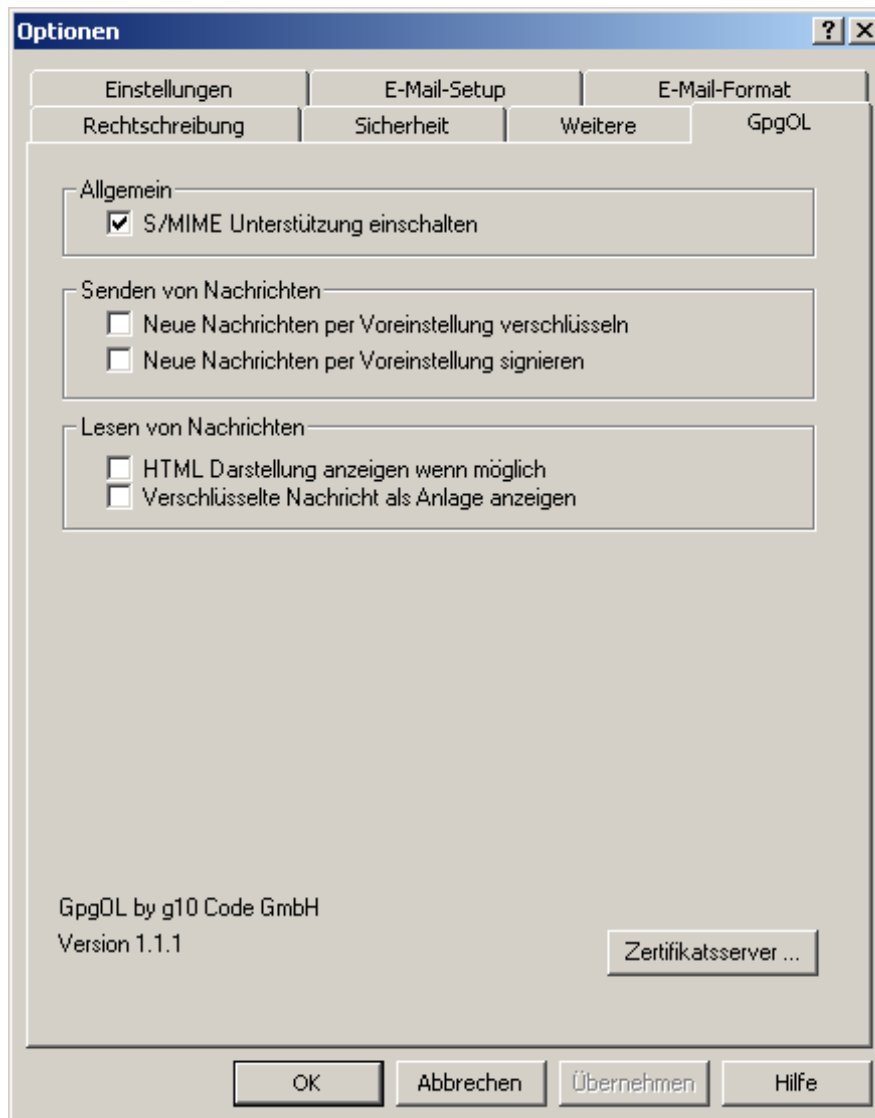 Optionen
Einstellungen
E-Mail-Setup
E-Mail-Format
Rechtschreibung
Sicherheit
Weitere
GpgOL
Allgemein
S/MIME Unterstützung einschalten
Senden von Nachrichten
Neue Nachrichten per Voreinstellung verschlüsseln
Neue Nachrichten per Voreinstellung signieren
Lesen von Nachrichten
HTML Darstellung anzeigen wenn möglich
Verschlüsselte Nachricht als Anlage anzeigen
GpgOL by g10 Code GmbH
Version 1.1.1
Zertifikatsserver ...
OK
Abbrechen
Übernehmen
Hilfe